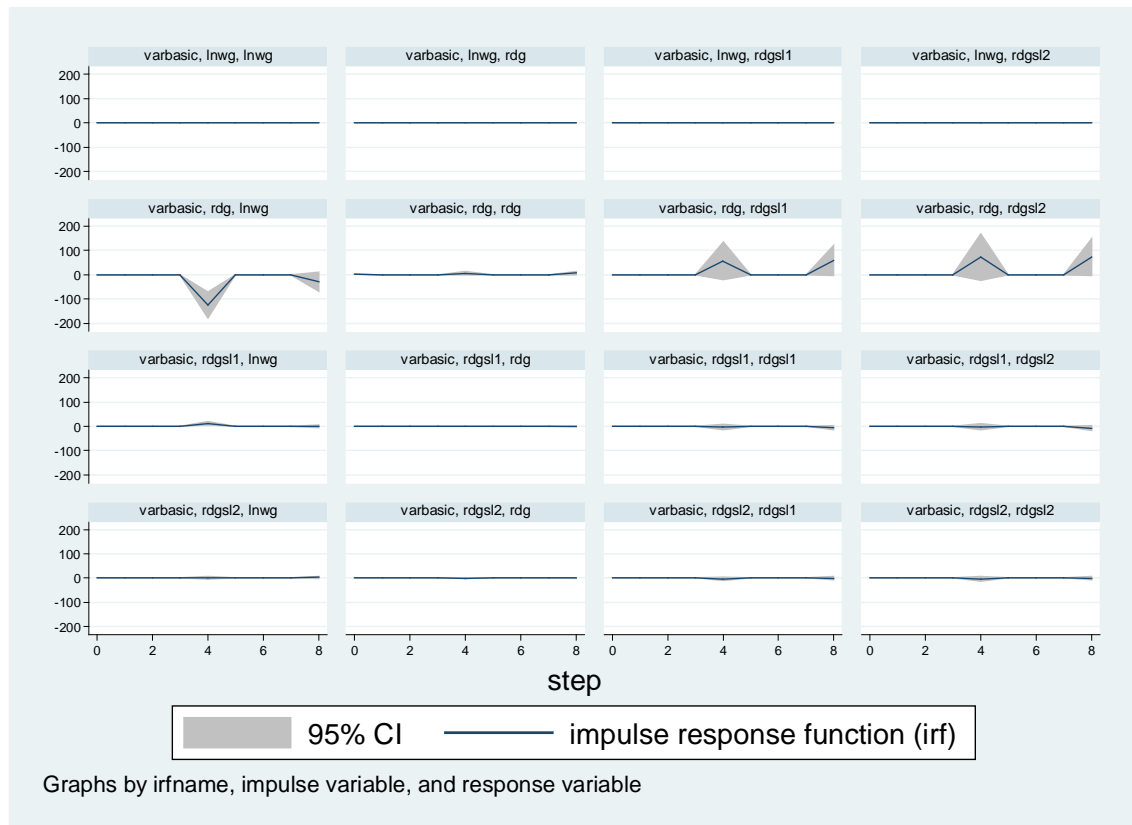 varbasic, lnwg, lnwg varbasic, lnwg, rdg varbasic, lnwg, rdgsl1 varbasic, lnwg, rdgsl2
200
100
0
-100
-200
varbasic, rdg, lnwg varbasic, rdg, rdg varbasic, rdg, rdgsl1 varbasic, rdg, rdgsl2
200
100
0
-100
-200
varbasic, rdgsl1, lnwg varbasic, rdgsl1, rdg varbasic, rdgsl1, rdgsl1 varbasic, rdgsl1, rdgsl2
200
100
0
-100
-200
varbasic, rdgsl2, lnwg varbasic, rdgsl2, rdg varbasic, rdgsl2, rdgsl1 varbasic, rdgsl2, rdgsl2
200
100
0
-100
-200
0 2 4 6 8 0 2 4 6 8 0 2 4 6 8 0 2 4 6 8
step
95% CI impulse response function (irf)
Graphs by irfname, impulse variable, and response variable